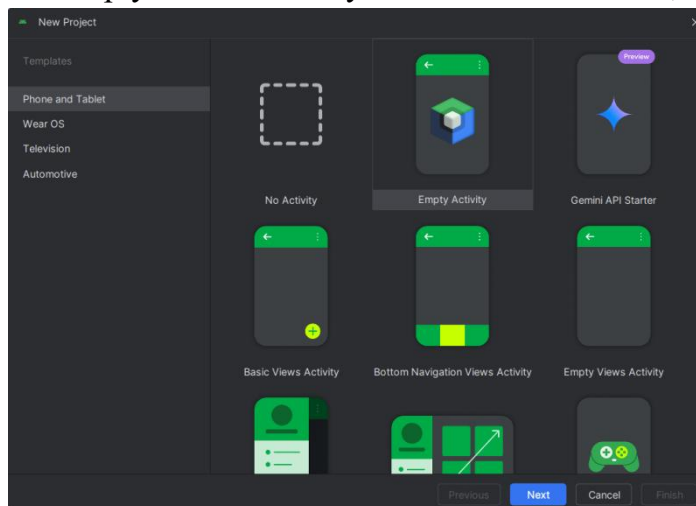 New Project
Templates
Phone and Tablet
Wear OS
Television
Automotive
Preview
No Activity
Empty Activity
Gemini API Starter
Basic Views Activity
Bottom Navigation Views Activity
Empty Views Activity
Previous
Next
Cancel
Finish